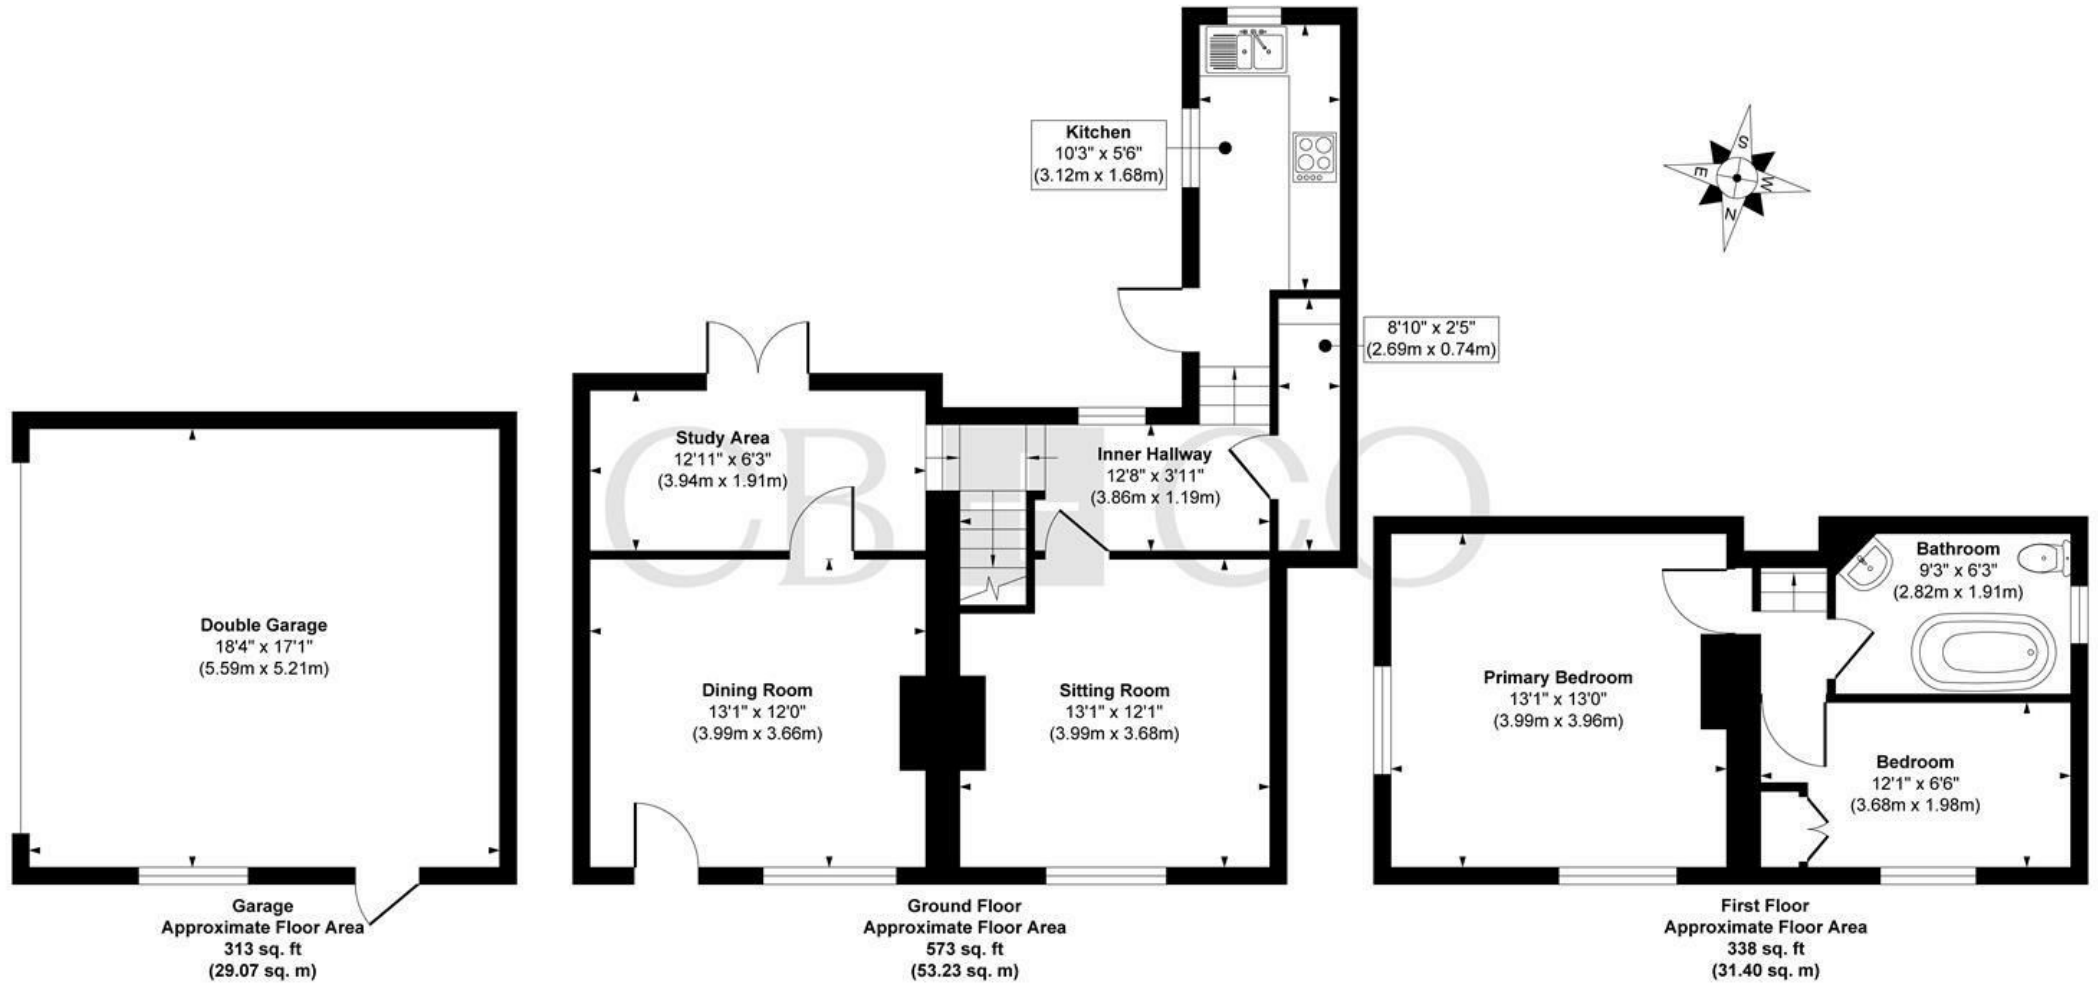 Kitchen
10'3" x 5'6"
(3.12m x 1.68m)
S
E
W
N
8'10" x 2'5"
(2.69m x 0.74m)
Study Area
12'11" x 6'3"
(3.94m x 1.91m)
Inner Hallway
12'8" x 3'11"
(3.86m x 1.19m)
CB CO
Double Garage
18'4" x 17'1"
(5.59m x 5.21m)
Dining Room
13'1" x 12'0"
(3.99m x 3.66m)
Sitting Room
13'1" x 12'1"
(3.99m x 3.68m)
Primary Bedroom
13'1" x 13'0"
(3.99m x 3.96m)
Bathroom
9'3" x 6'3"
(2.82m x 1.91m)
Bedroom
12'1" x 6'6"
(3.68m x 1.98m)
Garage
Approximate Floor Area
313 sq. ft
(29.07 sq. m)
Ground Floor
Approximate Floor Area
573 sq. ft
(53.23 sq. m)
First Floor
Approximate Floor Area
338 sq. ft
(31.40 sq. m)